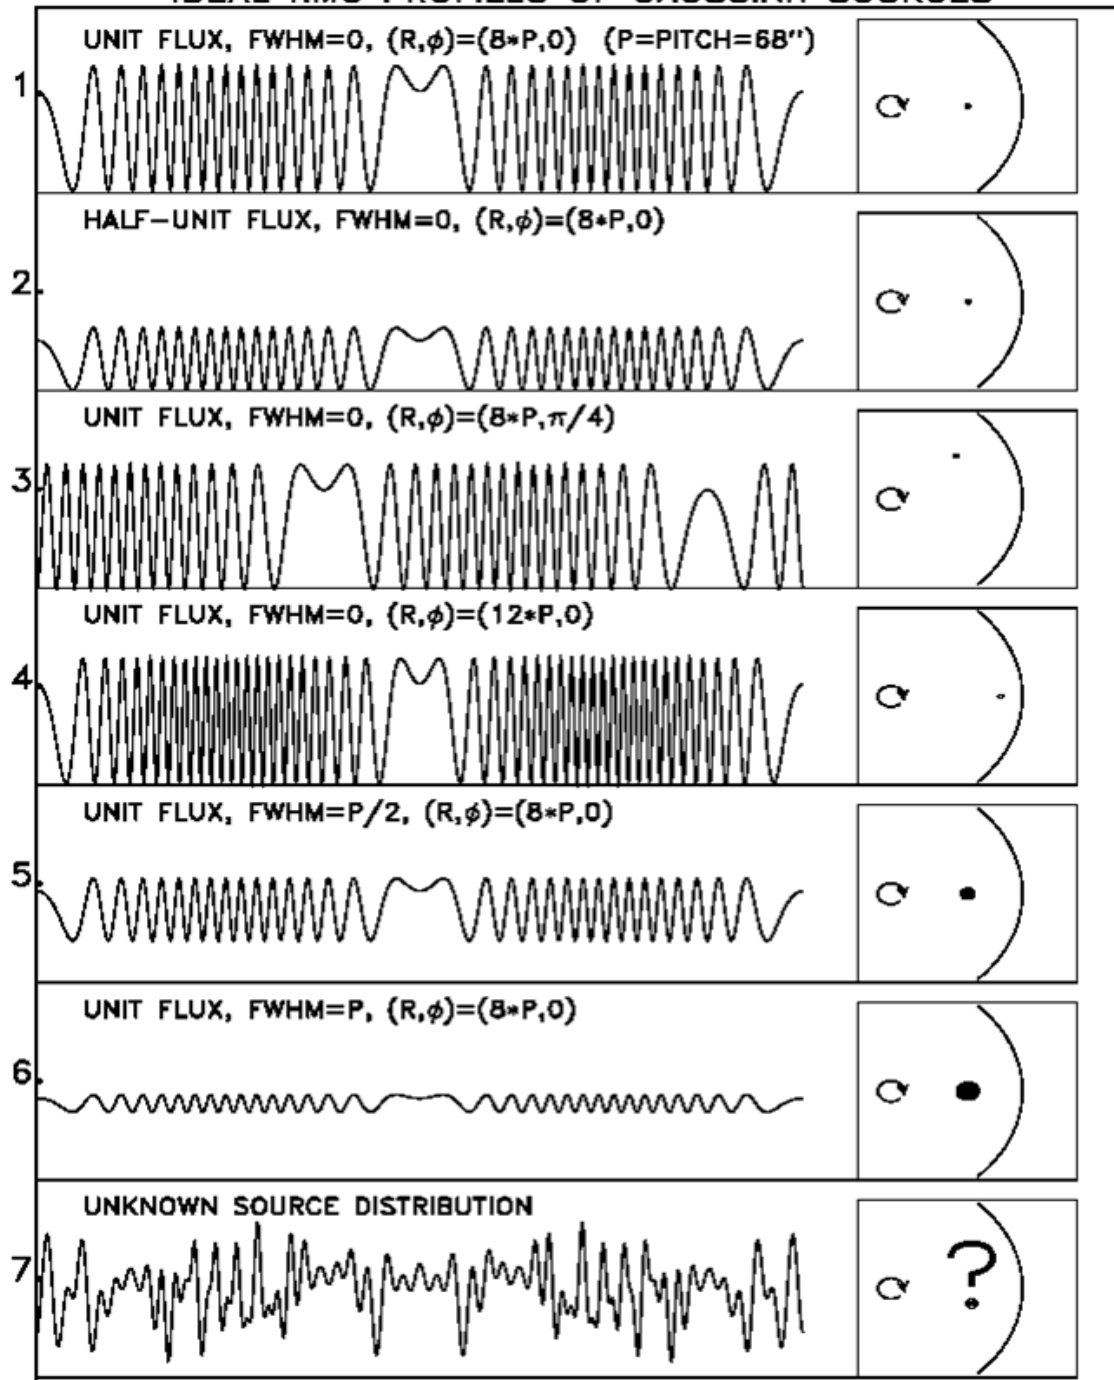 UNIT FLUX, FWHM=0, (R,ϕ)=(8*P,0) (P=PITCH=68")
1
HALF-UNIT FLUX, FWHM=0, (R,ϕ)=(8*P,0)
2
UNIT FLUX, FWHM=0, (R,ϕ)=(8*P,π/4)
3
UNIT FLUX, FWHM=0, (R,ϕ)=(12*P,0)
4
UNIT FLUX, FWHM=P/2, (R,ϕ)=(8*P,0)
5
UNIT FLUX, FWHM=P, (R,ϕ)=(8*P,0)
6
UNKNOWN SOURCE DISTRIBUTION
7
?